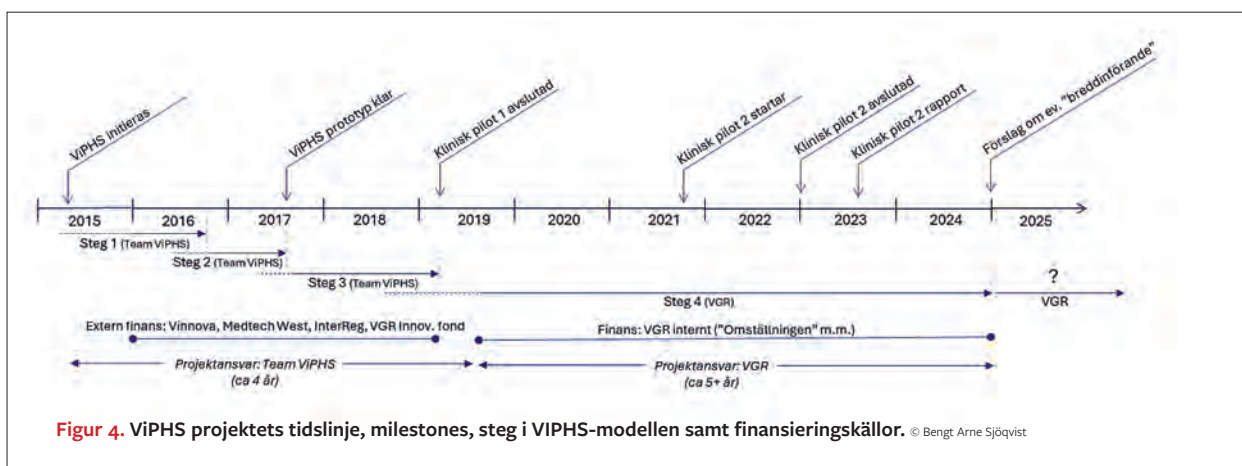 ViPHS initieras
ViPHS prototyp klar
Klinisk pilot 1 avslutad
Klinisk pilot 2 startar
Klinisk pilot 2 avslutad
Klinisk pilot 2 rapport
Förslag om ev. "breddinförande"
2015 2016 2017 2018 2019 2020 2021 2022 2023 2024 2025
Steg 1 (Team ViPHS)
Steg 2 (Team ViPHS)
Steg 3 (Team ViPHS)
Steg 4 (VGR)
?
VGR
Extern finans: Vinnova, Medtech West, InterReg, VGR Innov. fond
Finans: VGR internt ("Omställningen" m.m.)
Projektansvar: Team ViPHS
(ca 4 år)
Projektansvar: VGR
(ca 5+ år)
Figur 4. ViPHS projektets tidslinje, milestones, steg i VIPHS-modellen samt finansieringskällor. © Bengt Arne Sjöqvist